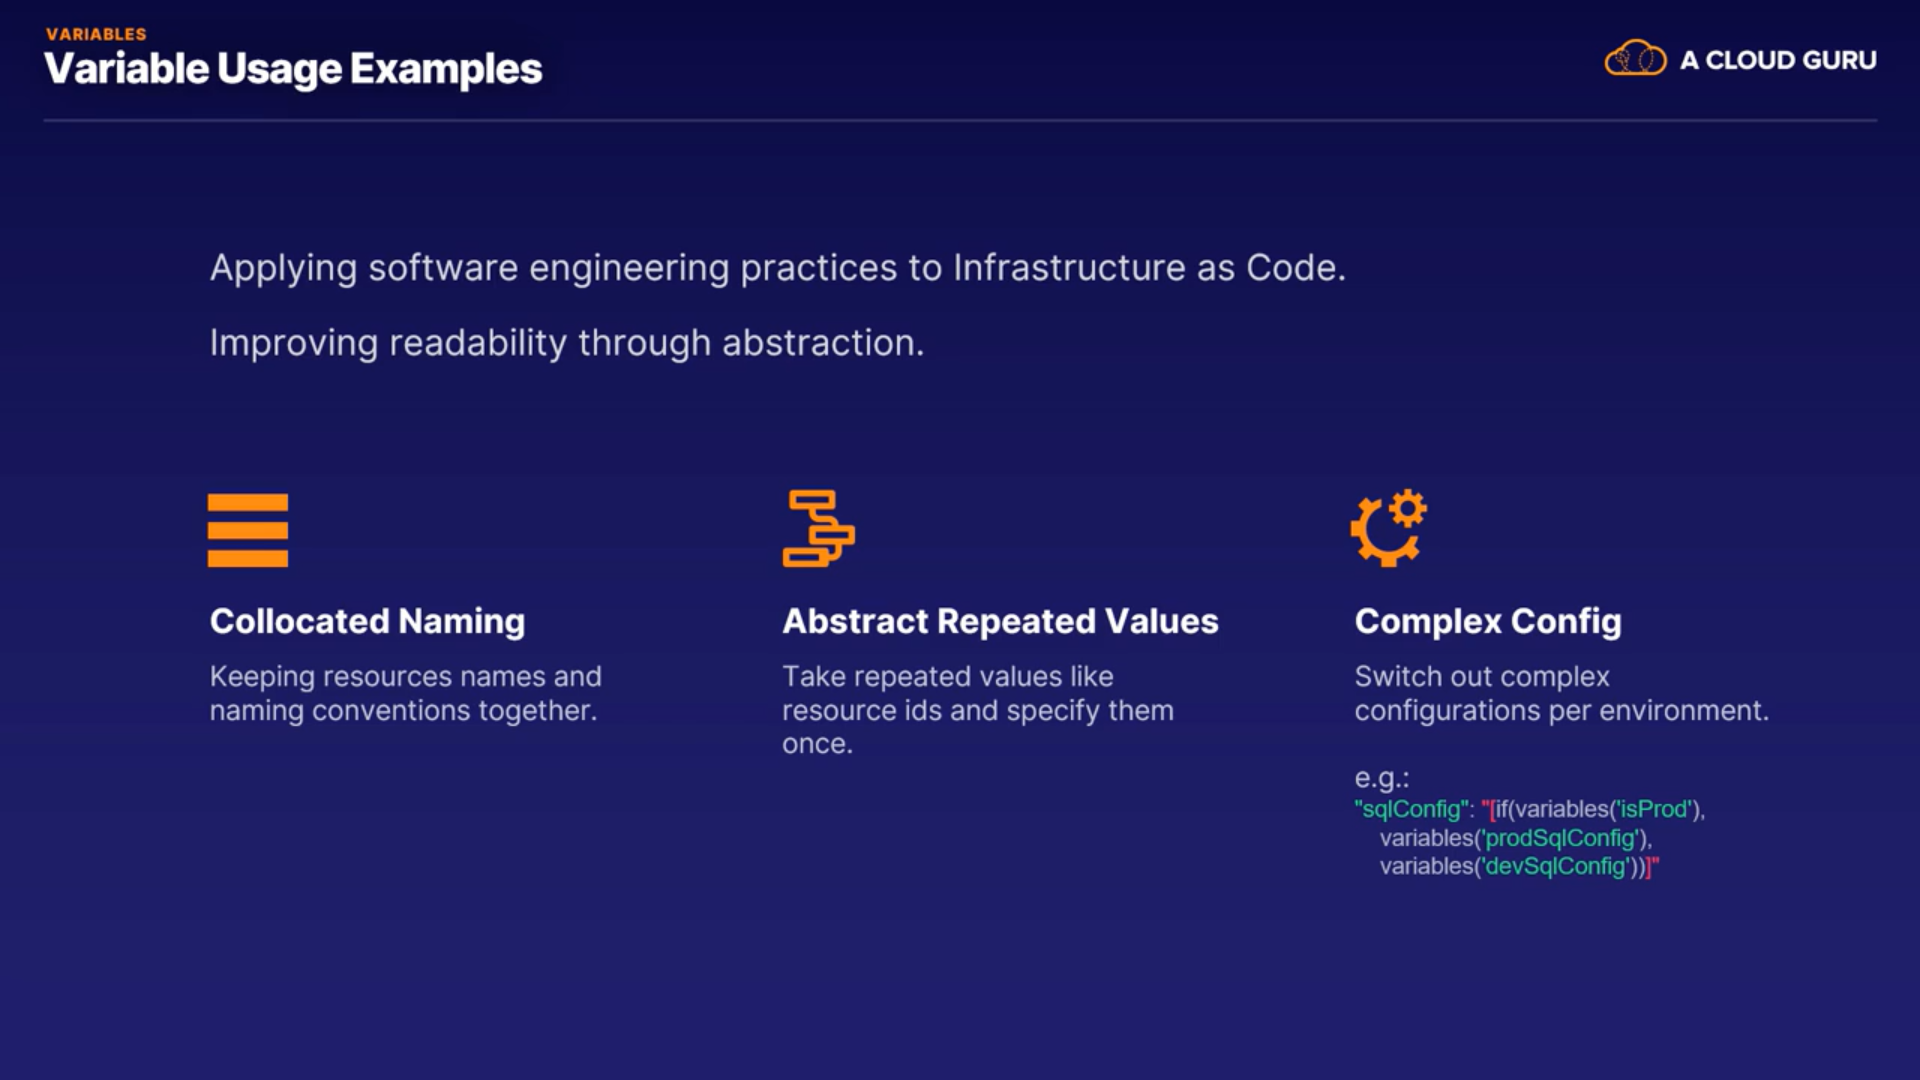 VARIABLES
Variable Usage Examples
A CLOUD GURU
Applying software engineering practices to Infrastructure as Code.
Improving readability through abstraction.
Collocated Naming
Keeping resources names and
naming conventions together.
Abstract Repeated Values
Take repeated values like
resource ids and specify them
once.
Complex Config
Switch out complex
configurations per environment.
e.g.:
"sqlConfig": "[if(variables('isProd'),
variables('prodSqlConfig'),
variables('devSqlConfig'))]"